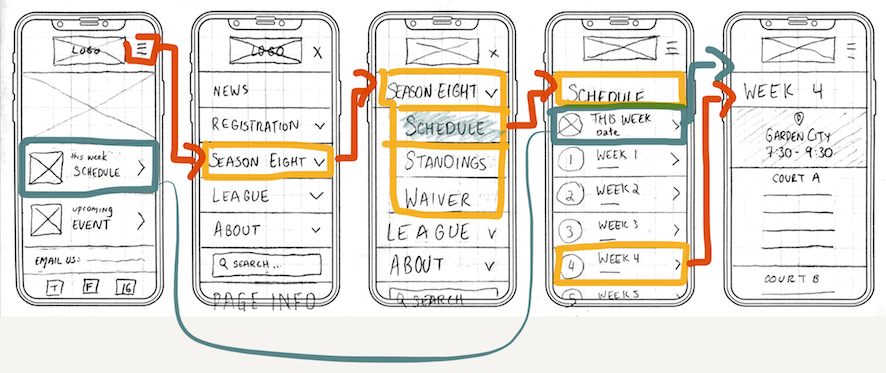 LOGO
this week
SCHEDULE
upcoming
EVENT
EMAIL US:
T F IG
LOGO X
NEWS
REGISTRATION
SEASON EIGHT
LEAGUE
ABOUT
SEARCH...
PAGE INFO
X
SEASON EIGHT
SCHEDULE
STANDINGS
WAIVER
LEAGUE
ABOUT
SEARCH
SCHEDULE
THIS WEEK
Date
1 WEEK 1
2 WEEK 2
3 WEEK 3
4 WEEK 4
5 WEEK 5
WEEK 4
GARDEN CITY
7:30 - 9:30
COURT A
COURT B